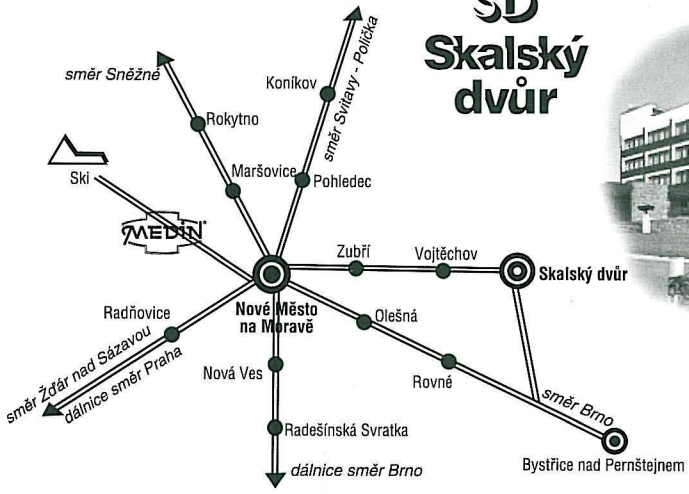 SD
Skalský
dvůr
směr Sněžné
Koníkov
směr Svitavy - Polička
Rokytno
Ski
Maršovice
Pohledec
MEDiN
Zubří
Vojtěchov
Skalský dvůr
Nové Město
na Moravě
Radňovice
Olešná
směr Žďár nad Sázavou
dálnice směr Praha
Nová Ves
Rovné
směr Brno
Radešínská Svratka
Bystřice nad Pernštejnem
dálnice směr Brno